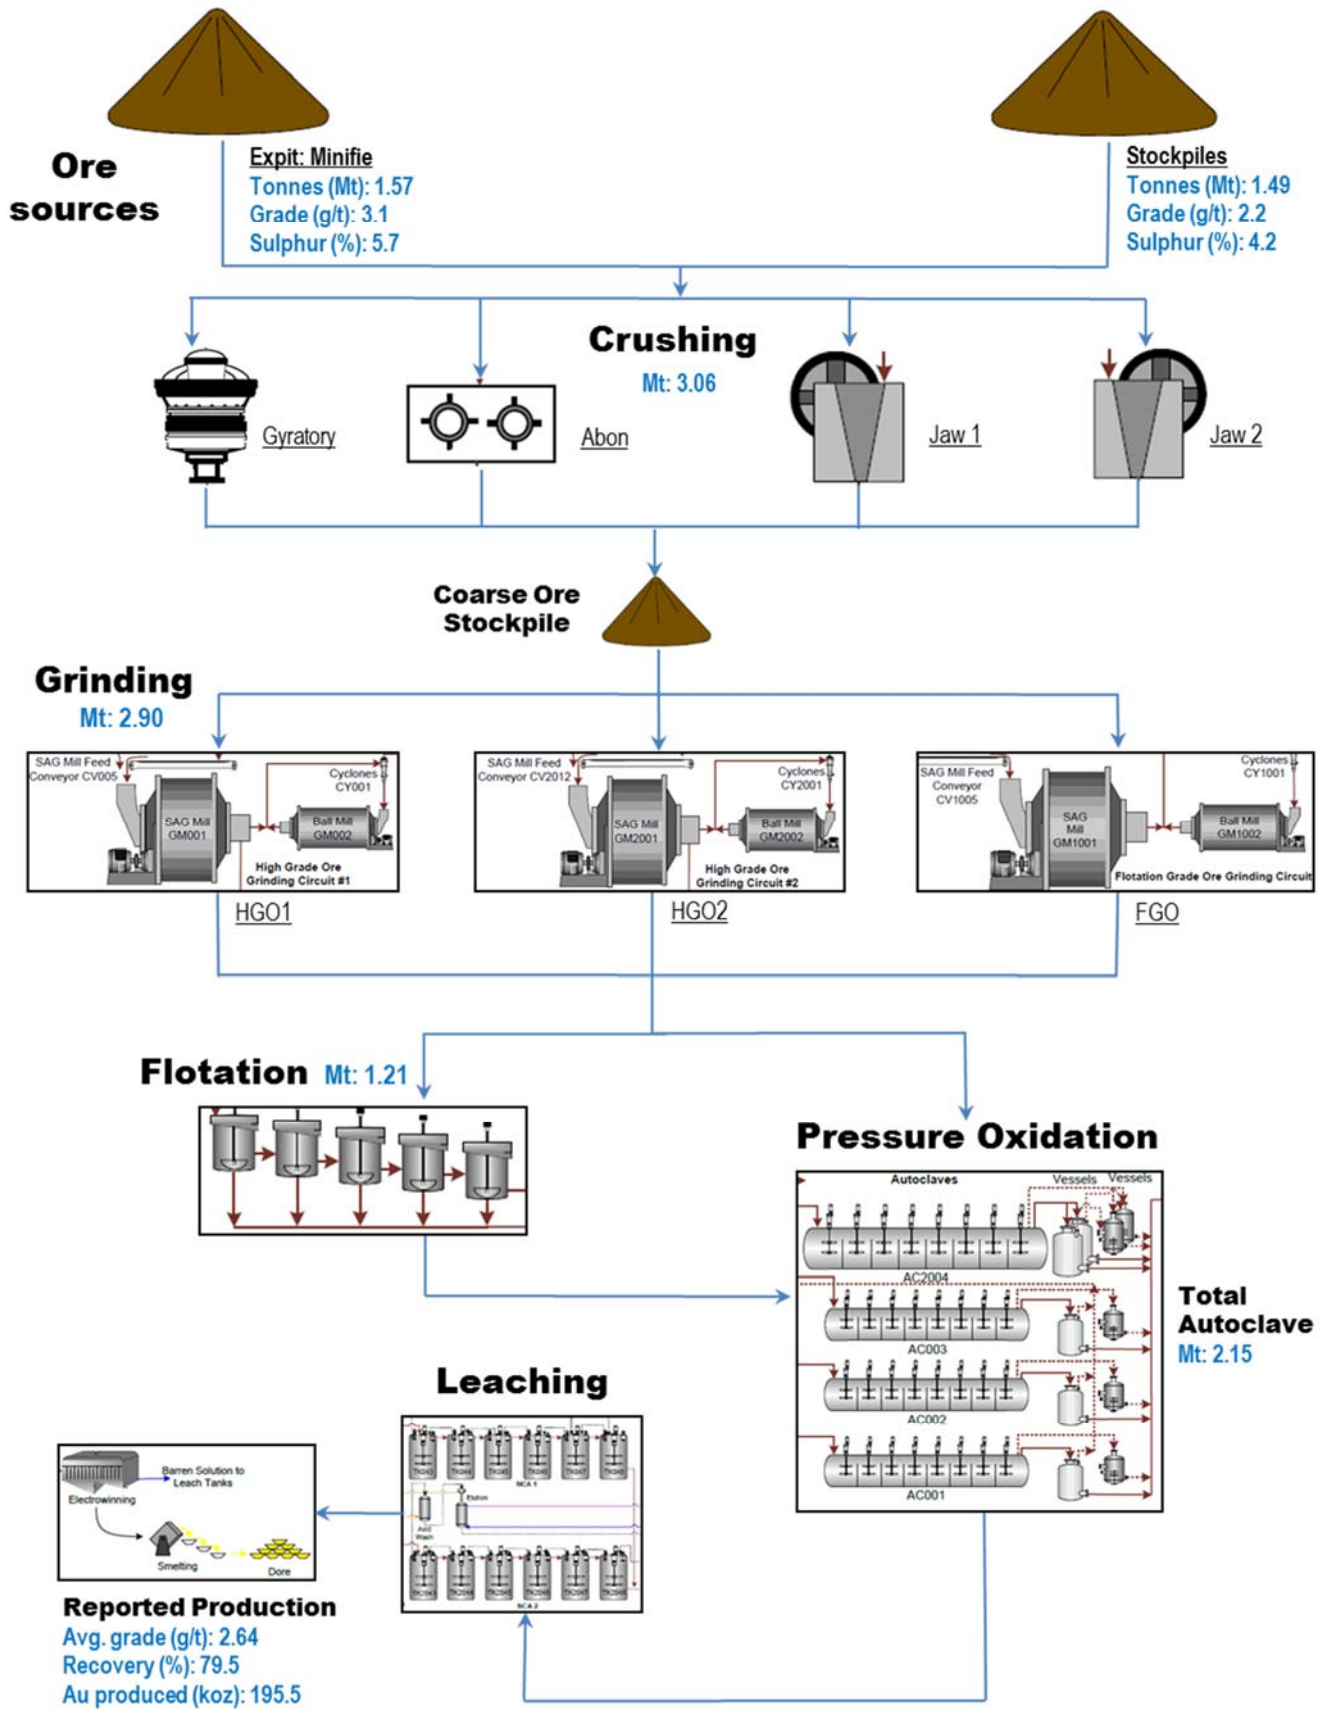 Ore
sources
Expit: Minifie
Tonnes (Mt): 1.57
Grade (g/t): 3.1
Sulphur (%): 5.7
Stockpiles
Tonnes (Mt): 1.49
Grade (g/t): 2.2
Sulphur (%): 4.2
Crushing
Mt: 3.06
Gyratory
Abon
Jaw 1
Jaw 2
Coarse Ore
Stockpile
Grinding
Mt: 2.90
SAG Mill Feed
Conveyor CV005
Cyclones
CY001
SAG Mill
GM001
Ball Mill
GM002
High Grade Ore
Grinding Circuit #1
HGO1
SAG Mill Feed
Conveyor CV2012
Cyclones
CY2001
SAG Mill
GM2001
Ball Mill
GM2002
High Grade Ore
Grinding Circuit #2
HGO2
SAG Mill Feed
Conveyor
CV1005
Cyclones
CY1001
SAG
Mill
GM1001
Ball Mill
GM1002
Flotation Grade Ore Grinding Circuit
FGO
Flotation Mt: 1.21
Pressure Oxidation
Autoclaves
Vessels
Vessels
AC2004
AC003
AC002
AC001
Total
Autoclave
Mt: 2.15
Leaching
NCA 1
Elution
Acid
Wash
NCA 2
Barren Solution to
Leach Tanks
Electrowinning
Smelting
Dore
Reported Production
Avg. grade (g/t): 2.64
Recovery (%): 79.5
Au produced (koz): 195.5